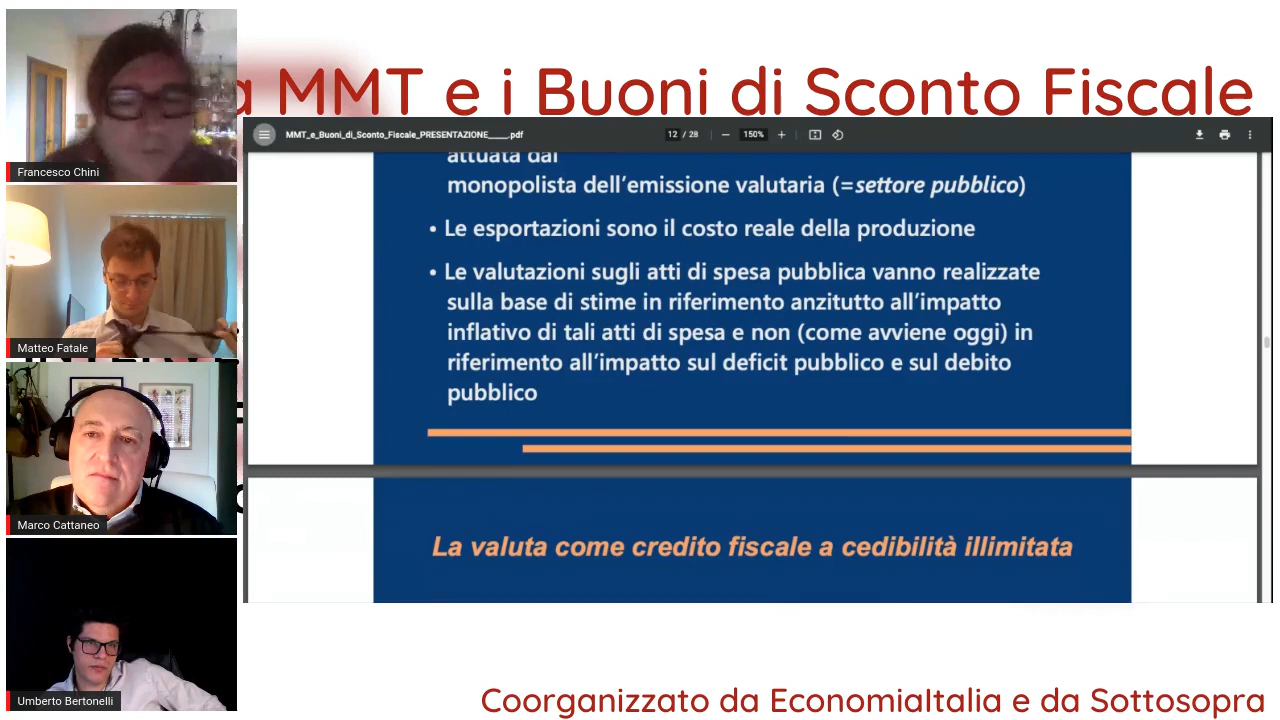 a MMT e i Buoni di Sconto Fiscale
MMT_e_Buoni_di_Sconto_Fiscale_PRESENTAZIONE____.pdf
12 / 28
150%
attuata dal
monopolista dell'emissione valutaria (=settore pubblico)
• Le esportazioni sono il costo reale della produzione
• Le valutazioni sugli atti di spesa pubblica vanno realizzate
sulla base di stime in riferimento anzitutto all'impatto
inflativo di tali atti di spesa e non (come avviene oggi) in
riferimento all'impatto sul deficit pubblico e sul debito
pubblico
La valuta come credito fiscale a cedibilità illimitata
Francesco Chini
Matteo Fatale
Marco Cattaneo
Umberto Bertonelli
Coorganizzato da EconomiaItalia e da Sottosopra